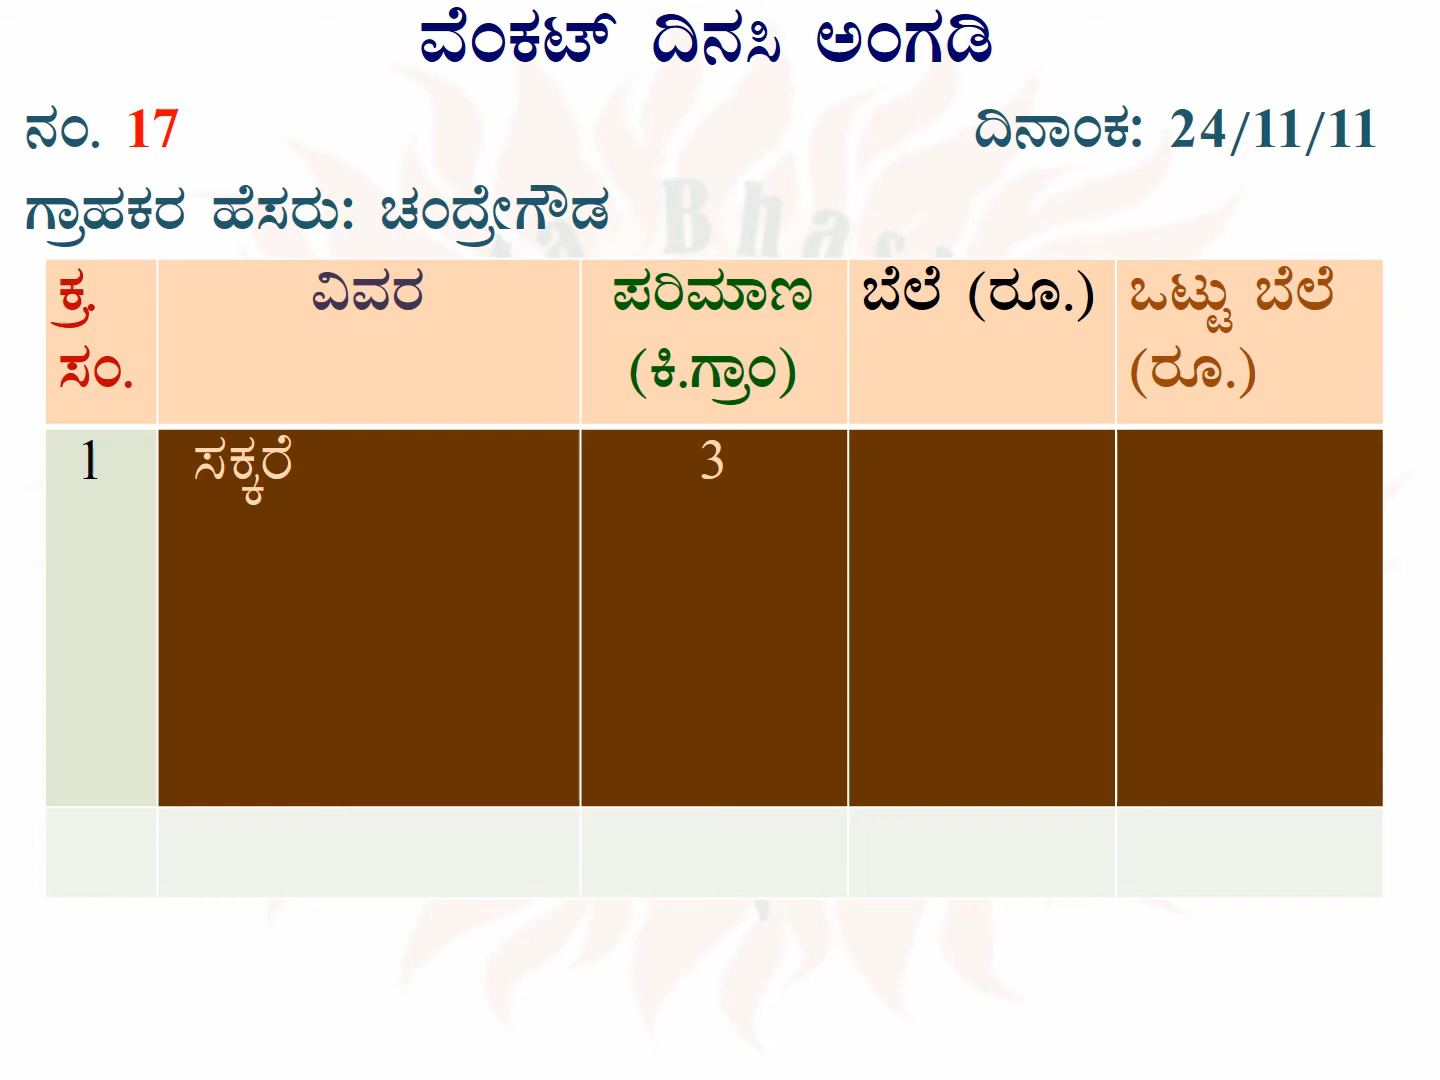 ವೆಂಕಟ್ ದಿನಸಿ ಅಂಗಡಿ
ನಂ. 17 ದಿನಾಂಕ: 24/11/11
ಗ್ರಾಹಕರ ಹೆಸರು: ಚಂದ್ರೇಗೌಡ
ಕ್ರ. ಸಂ. ವಿವರ ಪರಿಮಾಣ (ಕಿ.ಗ್ರಾಂ) ಬೆಲೆ (ರೂ.) ಒಟ್ಟು ಬೆಲೆ (ರೂ.)
1 ಸಕ್ಕರೆ 3